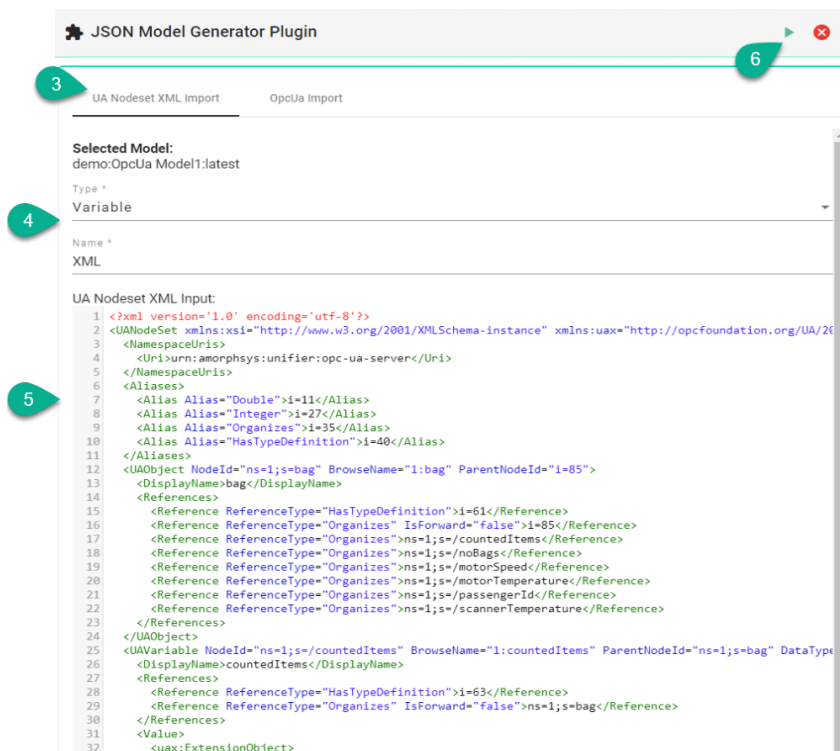 JSON Model Generator Plugin
6
3
UA Nodeset XML Import OpcUa Import
Selected Model:
demo:OpcUa Model1:latest
Type *
Variable
4
Name *
XML
UA Nodeset XML Input:
1 <?xml version='1.0' encoding='utf-8'?>
2 <UANodeSet xmlns:xsi="http://www.w3.org/2001/XMLSchema-instance" xmlns:uax="http://opcfoundation.org/UA/20
3 <NamespaceUris>
4 <Uri>urn:amorphsys:unifier:opc-ua-server</Uri>
5 </NamespaceUris>
6 <Aliases>
5
7 <Alias Alias="Double">i=11</Alias>
8 <Alias Alias="Integer">i=27</Alias>
9 <Alias Alias="Organizes">i=35</Alias>
10 <Alias Alias="HasTypeDefinition">i=40</Alias>
11 </Aliases>
12 <UAObject NodeId="ns=1;s=bag" BrowseName="1:bag" ParentNodeId="i=85">
13 <DisplayName>bag</DisplayName>
14 <References>
15 <Reference ReferenceType="HasTypeDefinition">i=61</Reference>
16 <Reference ReferenceType="Organizes" IsForward="false">i=85</Reference>
17 <Reference ReferenceType="Organizes">ns=1;s=/countedItems</Reference>
18 <Reference ReferenceType="Organizes">ns=1;s=/noBags</Reference>
19 <Reference ReferenceType="Organizes">ns=1;s=/motorSpeed</Reference>
20 <Reference ReferenceType="Organizes">ns=1;s=/motorTemperature</Reference>
21 <Reference ReferenceType="Organizes">ns=1;s=/passengerId</Reference>
22 <Reference ReferenceType="Organizes">ns=1;s=/scannerTemperature</Reference>
23 </References>
24 </UAObject>
25 <UAVariable NodeId="ns=1;s=/countedItems" BrowseName="1:countedItems" ParentNodeId="ns=1;s=bag" DataType
26 <DisplayName>countedItems</DisplayName>
27 <References>
28 <Reference ReferenceType="HasTypeDefinition">i=63</Reference>
29 <Reference ReferenceType="Organizes" IsForward="false">ns=1;s=bag</Reference>
30 </References>
31 <Value>
32 <uax:ExtensionObject>